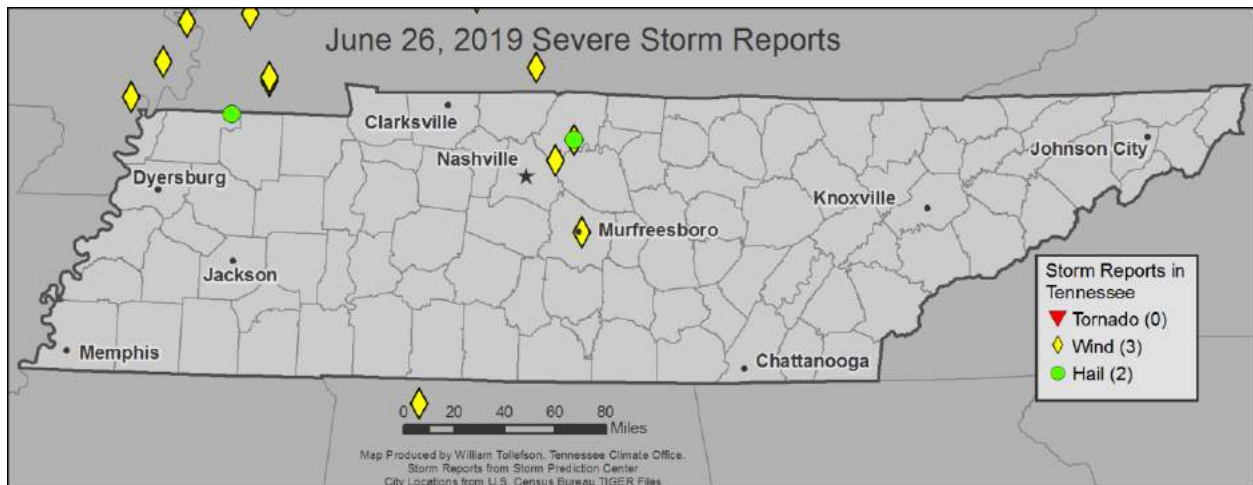 June 26, 2019 Severe Storm Reports
Clarksville
Nashville
Johnson City
Dyersburg
Knoxville
Murfreesboro
Jackson
Storm Reports in
Tennessee
Tornado (0)
Wind (3)
Hail (2)
Memphis
Chattanooga
0 20 40 60 80
Miles
Map Produced by William Tollefson. Tennessee Climate Office.
Storm Reports from Storm Prediction Center
City Locations from U.S. Census Bureau TIGER Files